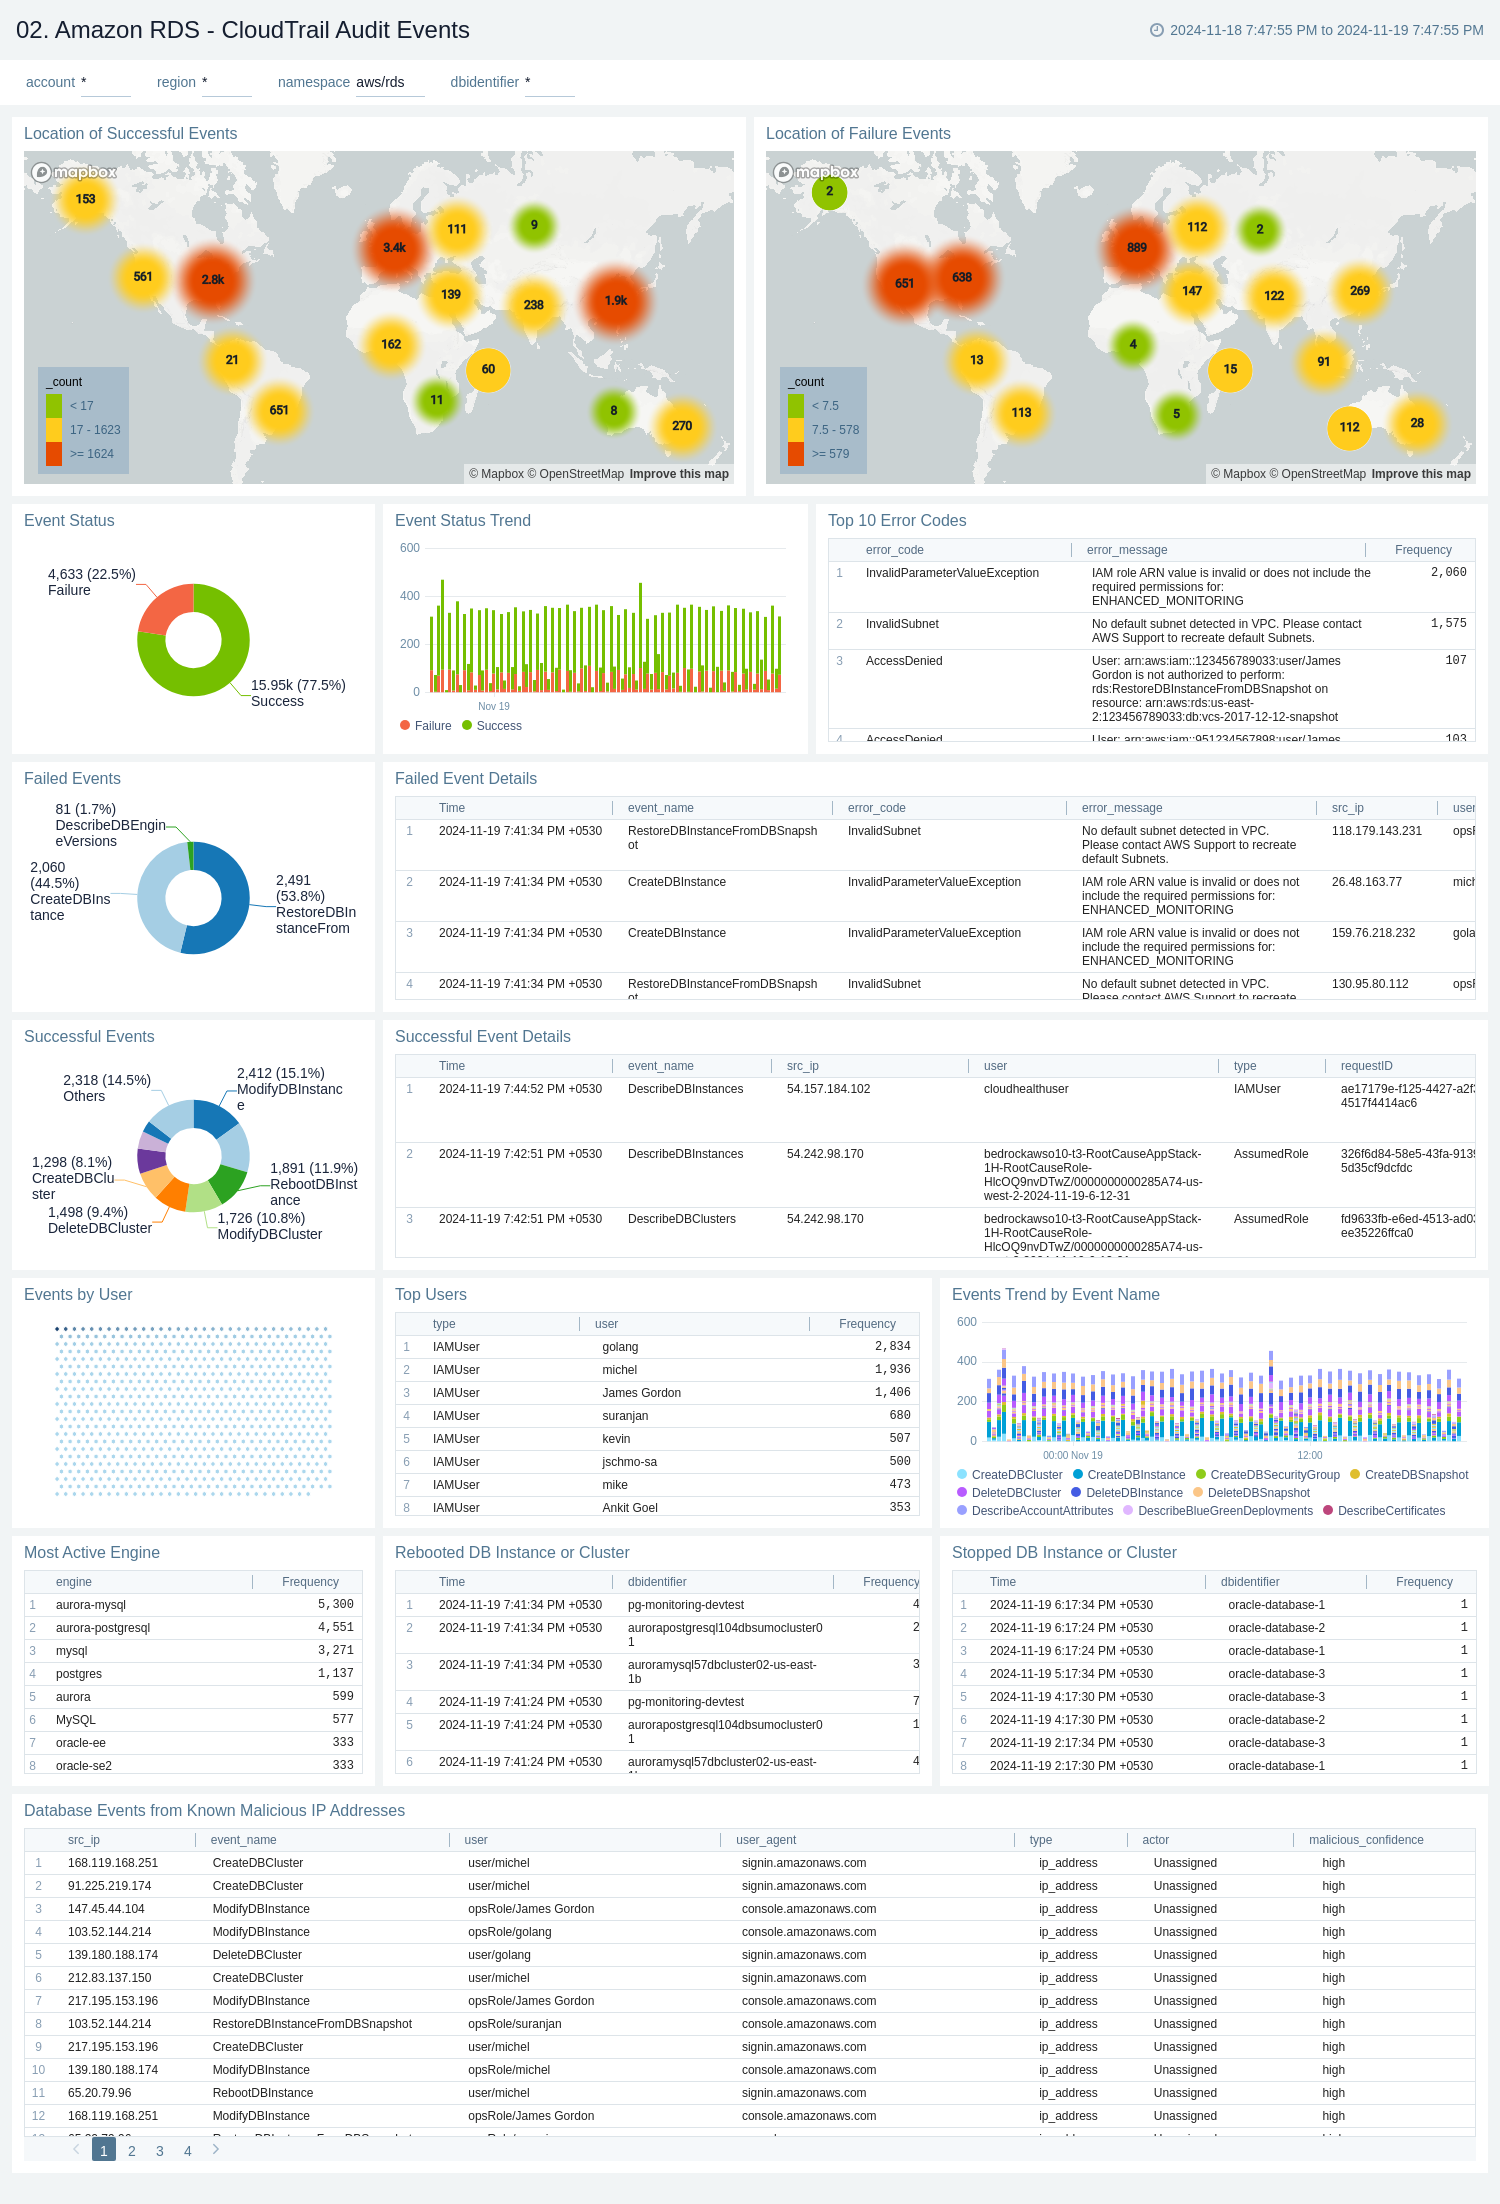 02. Amazon RDS - CloudTrail Audit Events
2024-11-18 7:47:55 PM to 2024-11-19 7:47:55 PM
account * region * namespace aws/rds dbidentifier *
Location of Successful Events
mapbox
153
111
9
3.4k
561
2.8k
139
238
1.9k
162
21
60
11
651
8
270
_count
< 17
17 - 1623
>= 1624
© Mapbox © OpenStreetMap Improve this map
Location of Failure Events
mapbox
2
112
2
889
651
638
147
122
269
4
13
15
91
113
5
112
28
_count
< 7.5
7.5 - 578
>= 579
© Mapbox © OpenStreetMap Improve this map
Event Status
4,633 (22.5%)
Failure
15.95k (77.5%)
Success
Event Status Trend
600
400
200
0
Nov 19
Failure Success
Top 10 Error Codes
error_code error_message Frequency
1 InvalidParameterValueException IAM role ARN value is invalid or does not include the 2,060
required permissions for:
ENHANCED_MONITORING
2 InvalidSubnet No default subnet detected in VPC. Please contact 1,575
AWS Support to recreate default Subnets.
3 AccessDenied User: arn:aws:iam::123456789033:user/James 107
Gordon is not authorized to perform:
rds:RestoreDBInstanceFromDBSnapshot on
resource: arn:aws:rds:us-east-
2:123456789033:db:vcs-2017-12-12-snapshot
4 AccessDenied User: arn:aws:iam::951234567898:user/James 103
Failed Events
81 (1.7%)
DescribeDBEngin
eVersions
2,060
(44.5%)
CreateDBIns
tance
2,491
(53.8%)
RestoreDBIn
stanceFrom
Failed Event Details
Time event_name error_code error_message src_ip user
1 2024-11-19 7:41:34 PM +0530 RestoreDBInstanceFromDBSnapsh InvalidSubnet No default subnet detected in VPC. 118.179.143.231
ot Please contact AWS Support to recreate
default Subnets.
2 2024-11-19 7:41:34 PM +0530 CreateDBInstance InvalidParameterValueException IAM role ARN value is invalid or does not 26.48.163.77
include the required permissions for:
ENHANCED_MONITORING
3 2024-11-19 7:41:34 PM +0530 CreateDBInstance InvalidParameterValueException IAM role ARN value is invalid or does not 159.76.218.232 gola
include the required permissions for:
ENHANCED_MONITORING
4 2024-11-19 7:41:34 PM +0530 RestoreDBInstanceFromDBSnapsh InvalidSubnet No default subnet detected in VPC. 130.95.80.112
ot Please contact AWS Support to recreate
Successful Events
2,318 (14.5%)
Others
2,412 (15.1%)
ModifyDBInstanc
e
1,298 (8.1%)
CreateDBClu
ster
1,891 (11.9%)
RebootDBInst
ance
1,498 (9.4%)
DeleteDBCluster
1,726 (10.8%)
ModifyDBCluster
Successful Event Details
Time event_name src_ip user type requestID
1 2024-11-19 7:44:52 PM +0530 DescribeDBInstances 54.157.184.102 cloudhealthuser IAMUser ae17179e-f125-4427-a2f3
4517f4414ac6
2 2024-11-19 7:42:51 PM +0530 DescribeDBInstances 54.242.98.170 bedrockawso10-t3-RootCauseAppStack- AssumedRole 326f6d84-58e5-43fa-9139
1H-RootCauseRole- 5d35cf9dcfdc
HlcOQ9nvDTwZ/0000000000285A74-us-
west-2-2024-11-19-6-12-31
3 2024-11-19 7:42:51 PM +0530 DescribeDBClusters 54.242.98.170 bedrockawso10-t3-RootCauseAppStack- AssumedRole fd9633fb-e6ed-4513-ad03
1H-RootCauseRole- ee35226ffca0
HlcOQ9nvDTwZ/0000000000285A74-us-
Events by User
Top Users
type user Frequency
1 IAMUser golang 2,834
2 IAMUser michel 1,936
3 IAMUser James Gordon 1,406
4 IAMUser suranjan 680
5 IAMUser kevin 507
6 IAMUser jschmo-sa 500
7 IAMUser mike 473
8 IAMUser Ankit Goel 353
Events Trend by Event Name
600
400
200
0
00:00 Nov 19 12:00
CreateDBCluster CreateDBInstance CreateDBSecurityGroup CreateDBSnapshot
DeleteDBCluster DeleteDBInstance DeleteDBSnapshot
DescribeAccountAttributes DescribeBlueGreenDeployments DescribeCertificates
Most Active Engine
engine Frequency
1 aurora-mysql 5,300
2 aurora-postgresql 4,551
3 mysql 3,271
4 postgres 1,137
5 aurora 599
6 MySQL 577
7 oracle-ee 333
8 oracle-se2 333
Rebooted DB Instance or Cluster
Time dbidentifier Frequency
1 2024-11-19 7:41:34 PM +0530 pg-monitoring-devtest 4
2 2024-11-19 7:41:34 PM +0530 aurorapostgresql104dbsumocluster0 2
1
3 2024-11-19 7:41:34 PM +0530 auroramysql57dbcluster02-us-east- 3
1b
4 2024-11-19 7:41:24 PM +0530 pg-monitoring-devtest 7
5 2024-11-19 7:41:24 PM +0530 aurorapostgresql104dbsumocluster0 1
1
6 2024-11-19 7:41:24 PM +0530 auroramysql57dbcluster02-us-east- 4
Stopped DB Instance or Cluster
Time dbidentifier Frequency
1 2024-11-19 6:17:34 PM +0530 oracle-database-1 1
2 2024-11-19 6:17:24 PM +0530 oracle-database-2 1
3 2024-11-19 6:17:24 PM +0530 oracle-database-1 1
4 2024-11-19 5:17:34 PM +0530 oracle-database-3 1
5 2024-11-19 4:17:30 PM +0530 oracle-database-3 1
6 2024-11-19 4:17:30 PM +0530 oracle-database-2 1
7 2024-11-19 2:17:34 PM +0530 oracle-database-3 1
8 2024-11-19 2:17:30 PM +0530 oracle-database-1 1
Database Events from Known Malicious IP Addresses
src_ip event_name user user_agent type actor malicious_confidence
1 168.119.168.251 CreateDBCluster user/michel signin.amazonaws.com ip_address Unassigned high
2 91.225.219.174 CreateDBCluster user/michel signin.amazonaws.com ip_address Unassigned high
3 147.45.44.104 ModifyDBInstance opsRole/James Gordon console.amazonaws.com ip_address Unassigned high
4 103.52.144.214 ModifyDBInstance opsRole/golang console.amazonaws.com ip_address Unassigned high
5 139.180.188.174 DeleteDBCluster user/golang signin.amazonaws.com ip_address Unassigned high
6 212.83.137.150 CreateDBCluster user/michel signin.amazonaws.com ip_address Unassigned high
7 217.195.153.196 ModifyDBInstance opsRole/James Gordon console.amazonaws.com ip_address Unassigned high
8 103.52.144.214 RestoreDBInstanceFromDBSnapshot opsRole/suranjan console.amazonaws.com ip_address Unassigned high
9 217.195.153.196 CreateDBCluster user/michel signin.amazonaws.com ip_address Unassigned high
10 139.180.188.174 ModifyDBInstance opsRole/michel console.amazonaws.com ip_address Unassigned high
11 65.20.79.96 RebootDBInstance user/michel signin.amazonaws.com ip_address Unassigned high
12 168.119.168.251 ModifyDBInstance opsRole/James Gordon console.amazonaws.com ip_address Unassigned high
1 2 3 4